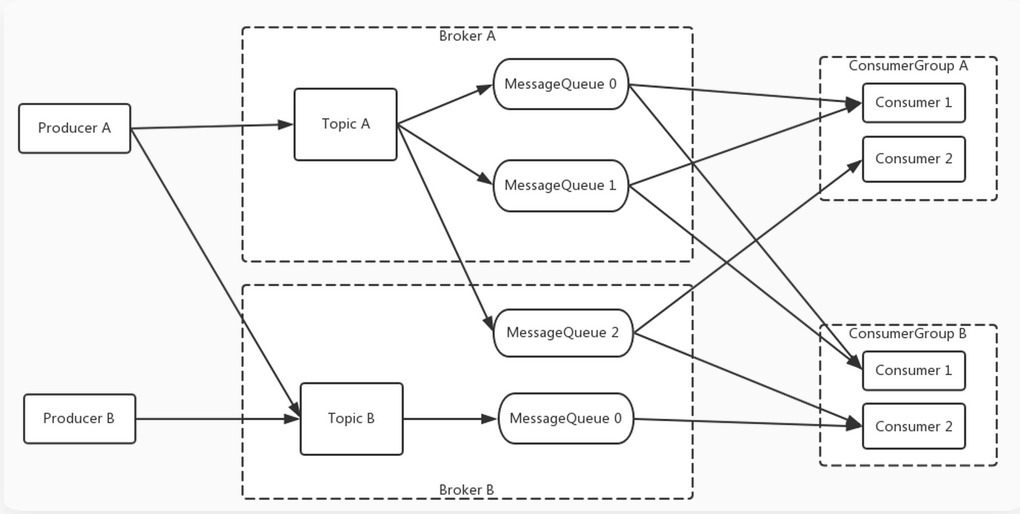 Broker A
Producer A
Topic A
MessageQueue 0
MessageQueue 1
ConsumerGroup A
Consumer 1
Consumer 2
MessageQueue 2
Producer B
Topic B
MessageQueue 0
Broker B
ConsumerGroup B
Consumer 1
Consumer 2